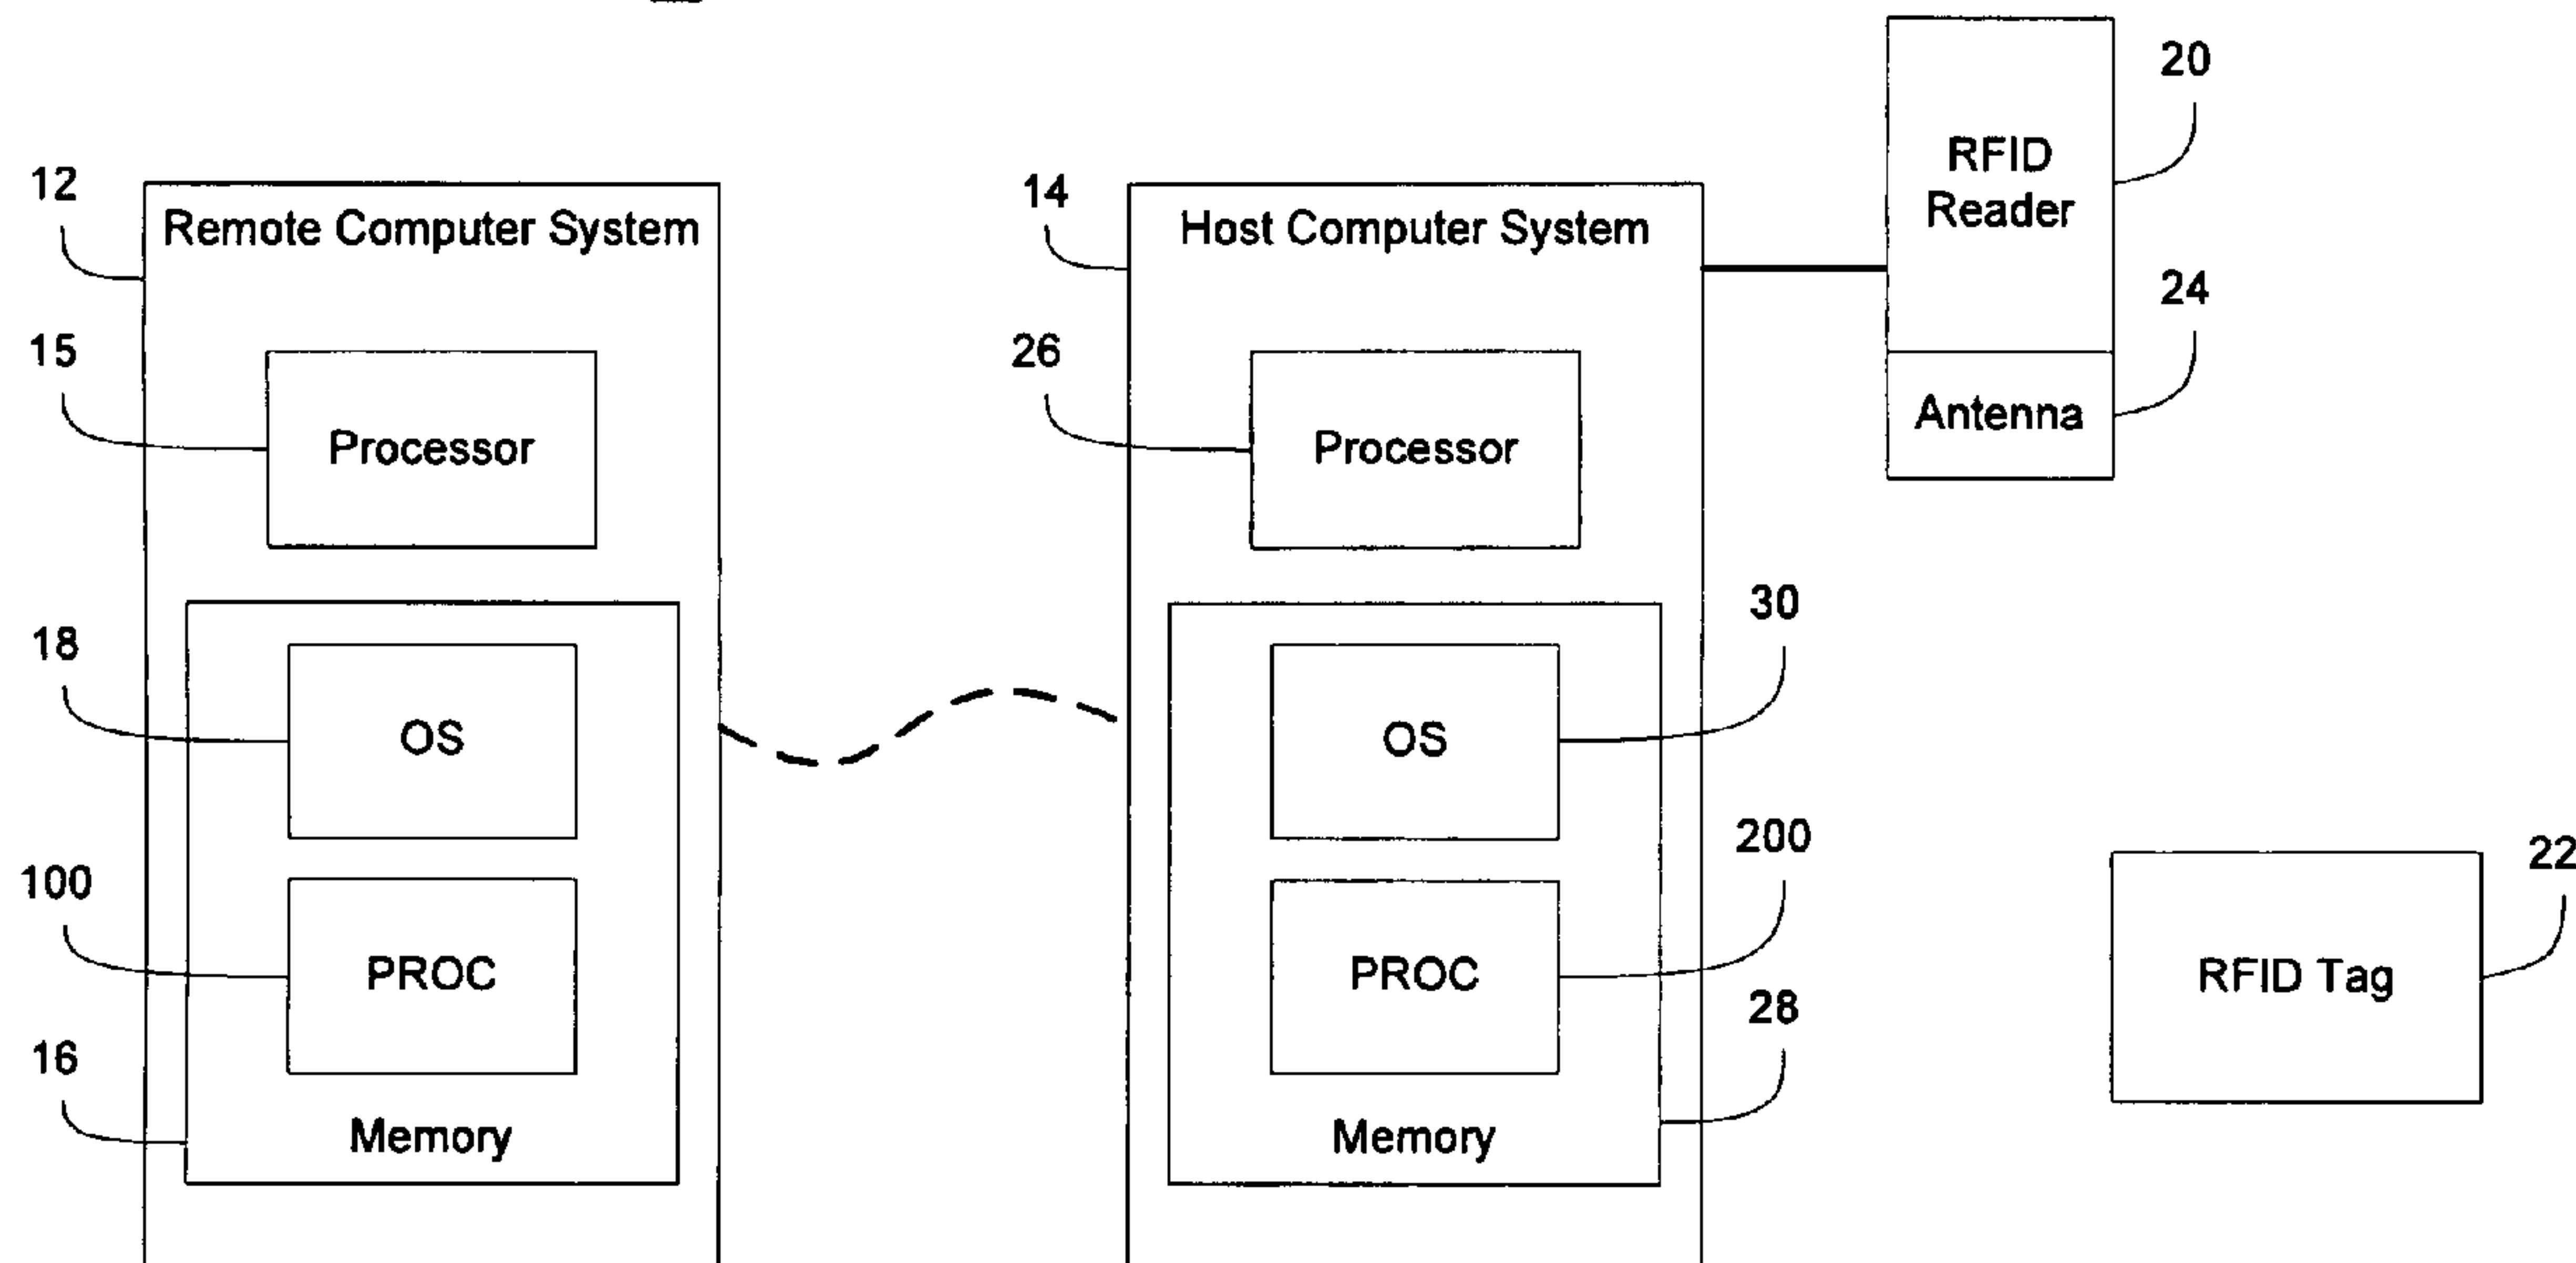 20
RFID
Reader
12
Remote Computer System
14
Host Computer System
24
Antenna
15
Processor
26
Processor
30
18
OS
OS
200
100
PROC
PROC
22
RFID Tag
28
16
Memory
Memory